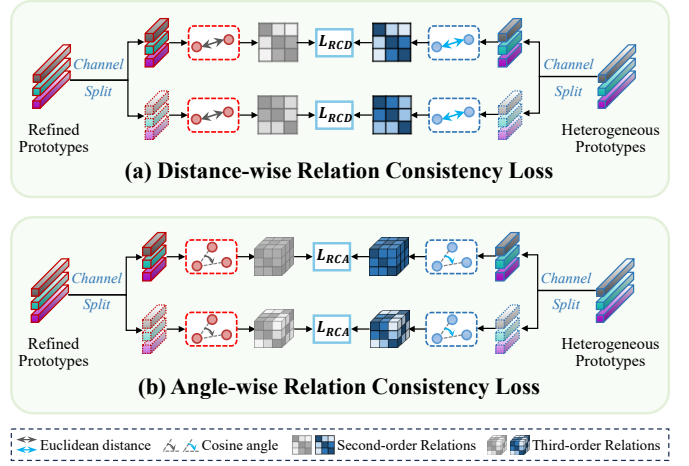 Channel
Split
L_RCD
Channel
Split
L_RCD
Refined
Prototypes
Heterogeneous
Prototypes
(a) Distance-wise Relation Consistency Loss
Channel
Split
L_RCA
Channel
Split
L_RCA
Refined
Prototypes
Heterogeneous
Prototypes
(b) Angle-wise Relation Consistency Loss
Euclidean distance Cosine angle Second-order Relations Third-order Relations